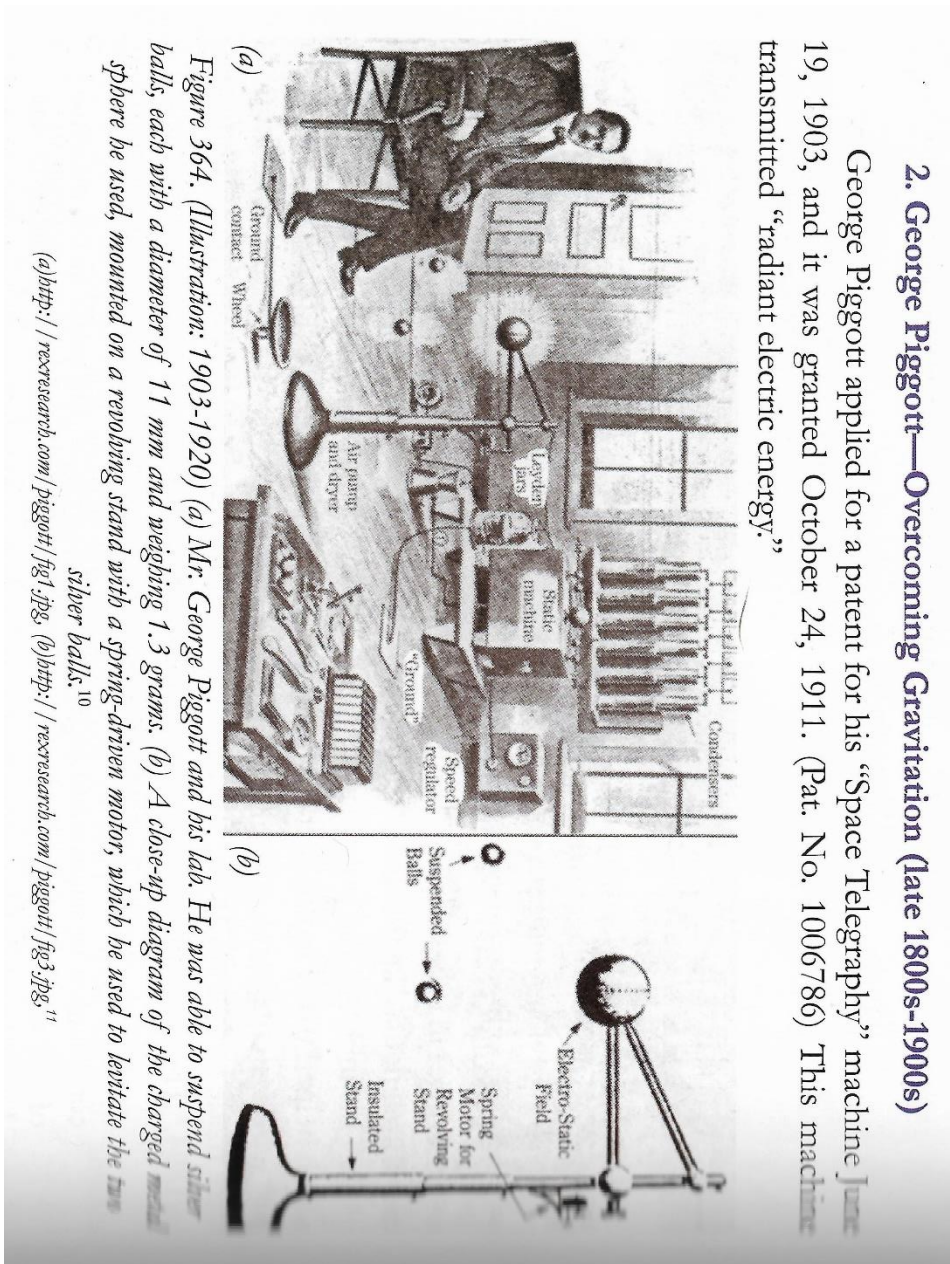 2. George Piggott—Overcoming Gravitation (late 1800s-1900s)
George Piggott applied for a patent for his “Space Telegraphy” machine June
19, 1903, and it was granted October 24, 1911. (Pat. No. 1006786) This machine
transmitted “radiant electric energy.”
Condensers
Leyden
jars
Static
machine
Speed
regulator
"Ground"
Air pump
and dryer
Ground
contact
Wheel
(a)
Suspended
Balls
Electro-Static
Field
Spring
Motor for
Revolving
Stand
Insulated
Stand
(b)
Figure 364. (Illustration: 1903-1920) (a) Mr. George Piggott and his lab. He was able to suspend silver
balls, each with a diameter of 11 mm and weighing 1.3 grams. (b) A close-up diagram of the charged metal
sphere he used, mounted on a revolving stand with a spring-driven motor, which he used to levitate the two
silver balls.10
(a)http://rexresearch.com/piggott/fig1.jpg, (b)http://rexresearch.com/piggott/fig3.jpg,11